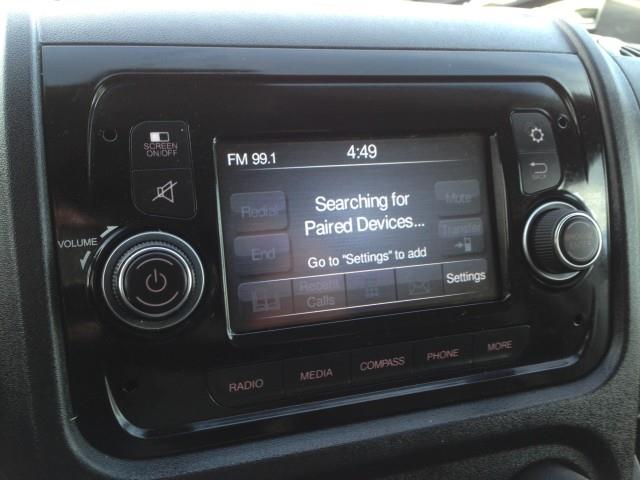 SCREEN
ON/OFF
VOLUME
FM 99.1
4:49
Searching for
Paired Devices...
Go to "Settings" to add
Redial
Mute
End
Transfer
Recent
Calls
Settings
BACK
RADIO
MEDIA
COMPASS
PHONE
MORE